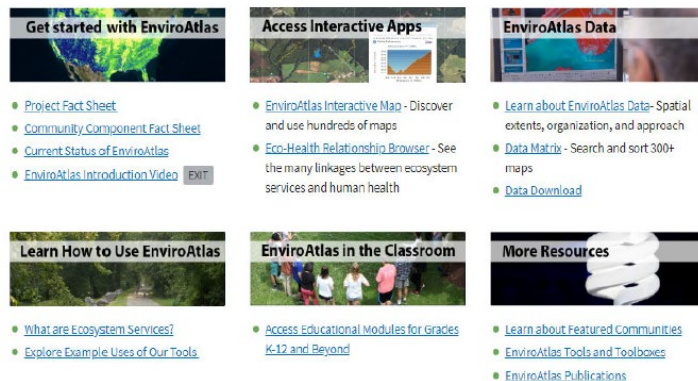 Get started with EnviroAtlas
Project Fact Sheet
Community Component Fact Sheet
Current Status of EnviroAtlas
EnviroAtlas Introduction Video EXIT
Access Interactive Apps
EnviroAtlas Interactive Map - Discover
and use hundreds of maps
Eco-Health Relationship Browser - See
the many linkages between ecosystem
services and human health
EnviroAtlas Data
Learn about EnviroAtlas Data- Spatial
extents, organization, and approach
Data Matrix - Search and sort 300+
maps
Data Download
Learn How to Use EnviroAtlas
What are Ecosystem Services?
Explore Example Uses of Our Tools
EnviroAtlas in the Classroom
Access Educational Modules for Grades
K-12 and Beyond
More Resources
Learn about Featured Communities
EnviroAtlas Tools and Toolboxes
EnviroAtlas Publications